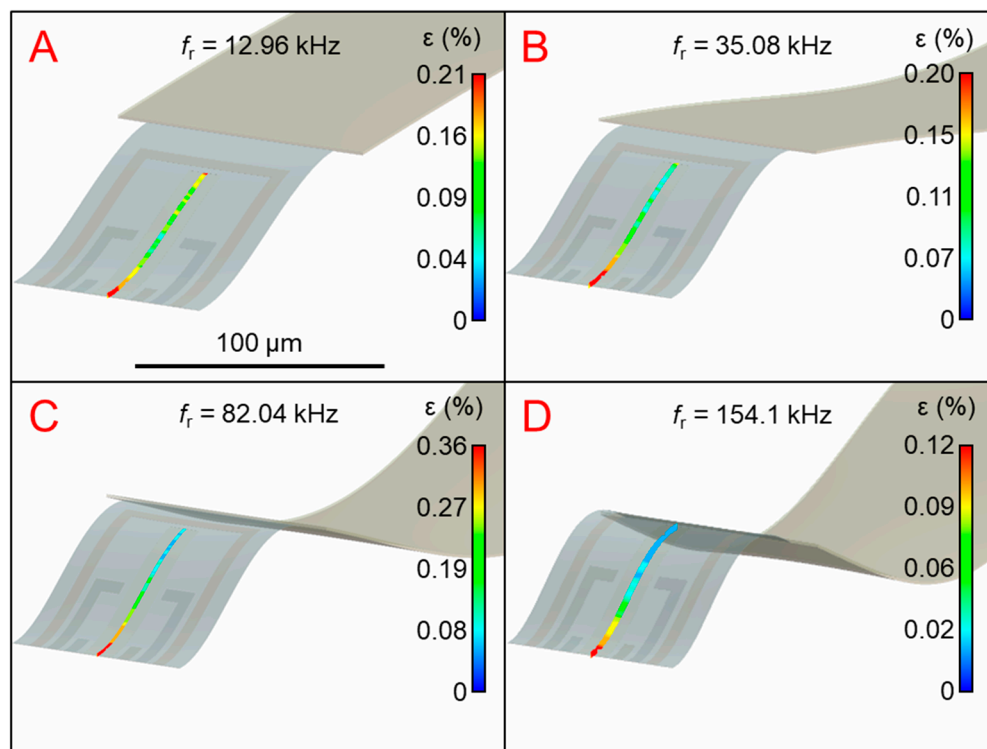 A
fr = 12.96 kHz
ε (%)
0.21
0.16
0.09
0.04
0
100 µm
B
fr = 35.08 kHz
ε (%)
0.20
0.15
0.11
0.07
0
C
fr = 82.04 kHz
ε (%)
0.36
0.27
0.19
0.08
0
D
fr = 154.1 kHz
ε (%)
0.12
0.09
0.06
0.02
0